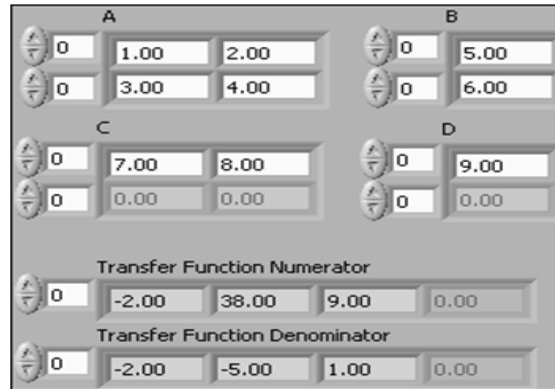 A B
0 1.00 2.00 0 5.00
0 3.00 4.00 0 6.00
C D
0 7.00 8.00 0 9.00
0 0.00 0.00 0 0.00
Transfer Function Numerator
0 -2.00 38.00 9.00 0.00
Transfer Function Denominator
0 -2.00 -5.00 1.00 0.00